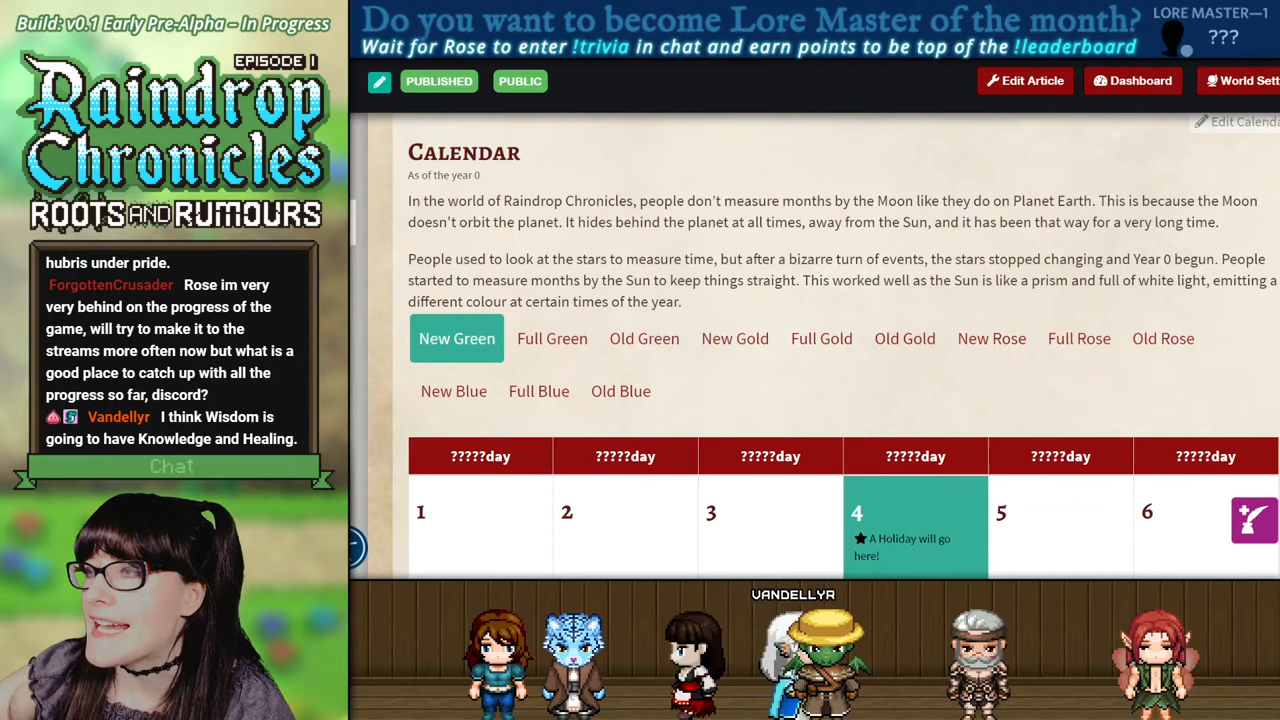 Build: v0.1 Early Pre-Alpha – In Progress
EPISODE I
Raindrop
Chronicles
ROOTS AND RUMOURS
hubris under pride.
ForgottenCrusader Rose im very
very behind on the progress of the
game, will try to make it to the
streams more often now but what is a
good place to catch up with all the
progress so far, discord?
Vandellyr I think Wisdom is
going to have Knowledge and Healing.
Chat
Do you want to become Lore Master of the month?
Wait for Rose to enter !trivia in chat and earn points to be top of the !leaderboard
LORE MASTER—1
???
PUBLISHED
PUBLIC
Edit Article
Dashboard
World Sett
Edit Calenda
CALENDAR
As of the year 0
In the world of Raindrop Chronicles, people don't measure months by the Moon like they do on Planet Earth. This is because the Moon
doesn't orbit the planet. It hides behind the planet at all times, away from the Sun, and it has been that way for a very long time.
People used to look at the stars to measure time, but after a bizarre turn of events, the stars stopped changing and Year 0 begun. People
started to measure months by the Sun to keep things straight. This worked well as the Sun is like a prism and full of white light, emitting a
different colour at certain times of the year.
New Green Full Green Old Green New Gold Full Gold Old Gold New Rose Full Rose Old Rose
New Blue Full Blue Old Blue
?????day ?????day ?????day ?????day ?????day ?????day
1 2 3 4 5 6
A Holiday will go
here!
VANDELLYR